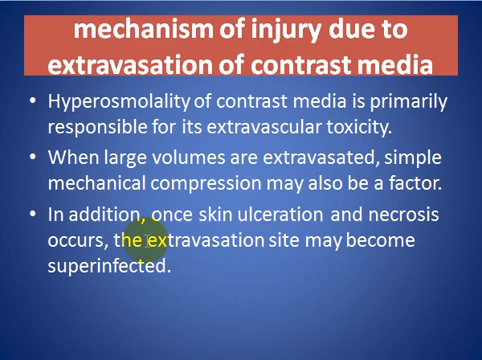 mechanism of injury due to
extravasation of contrast media
• Hyperosmolality of contrast media is primarily
responsible for its extravascular toxicity.
• When large volumes are extravasated, simple
mechanical compression may also be a factor.
• In addition, once skin ulceration and necrosis
occurs, the extravasation site may become
superinfected.